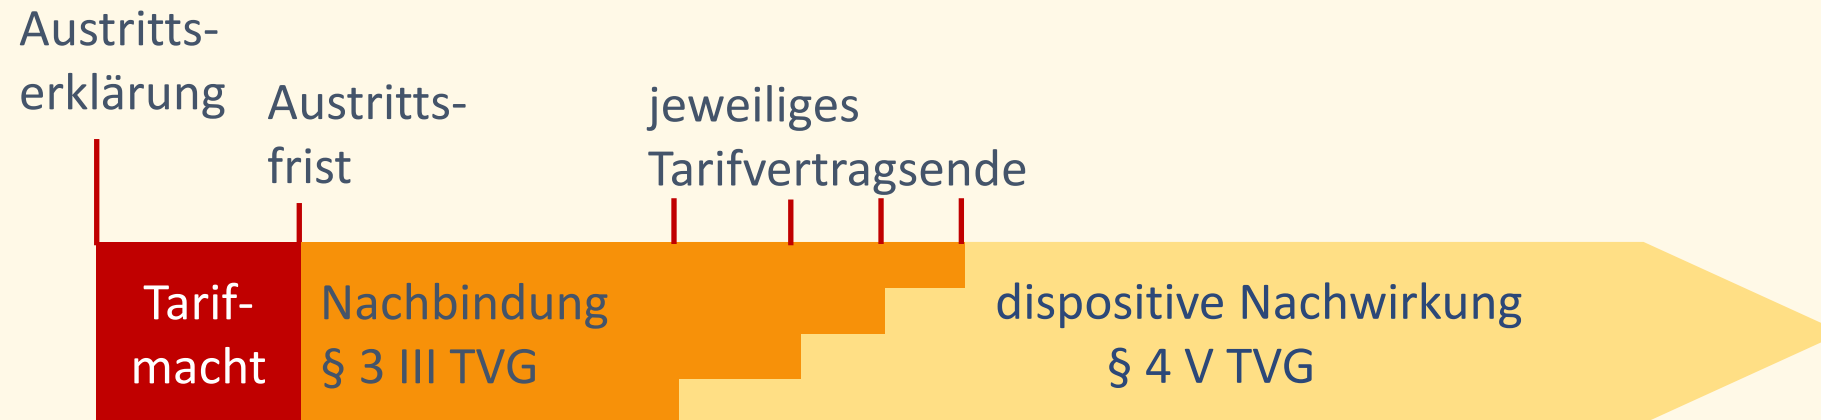 Austritts-
erklärung
Austritts-
frist
jeweiliges
Tarifvertragsende
Tarif-
macht
Nachbindung
§ 3 III TVG
dispositive Nachwirkung
§ 4 V TVG